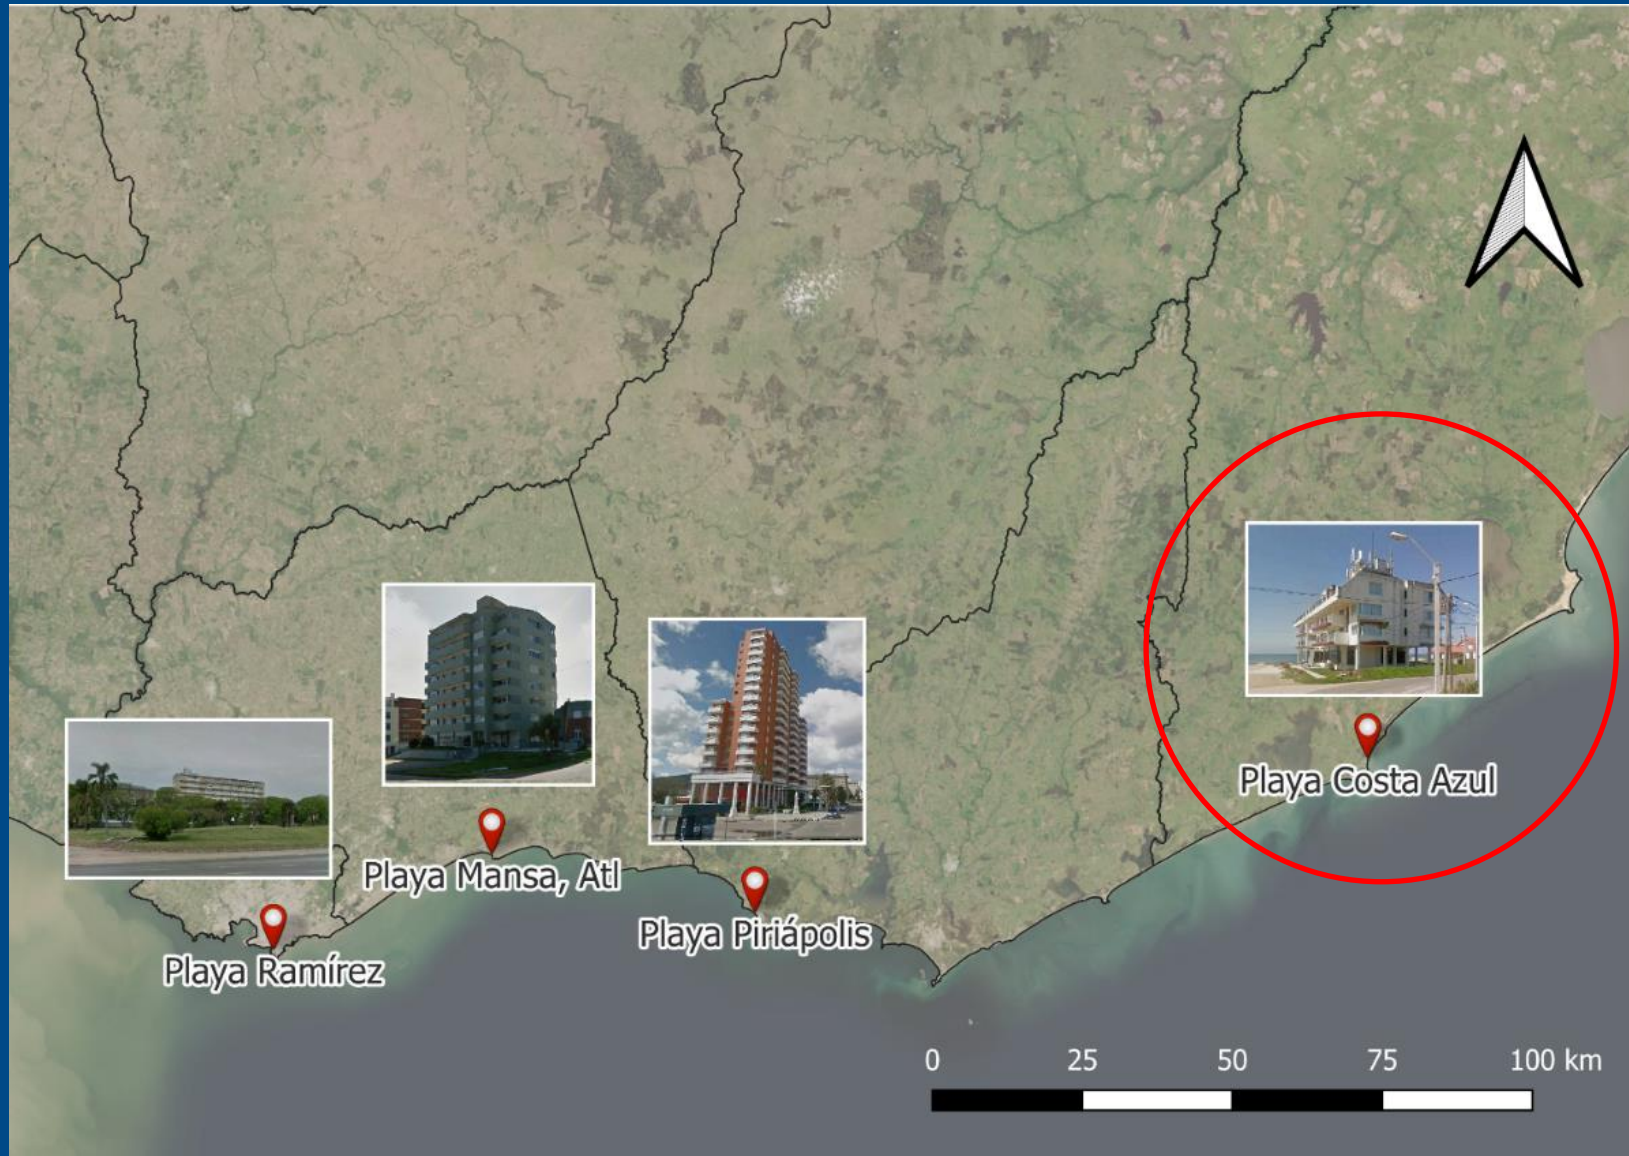 Playa Costa Azul
Playa Mansa, Atl
Playa Piriápolis
Playa Ramírez
0 25 50 75 100 km